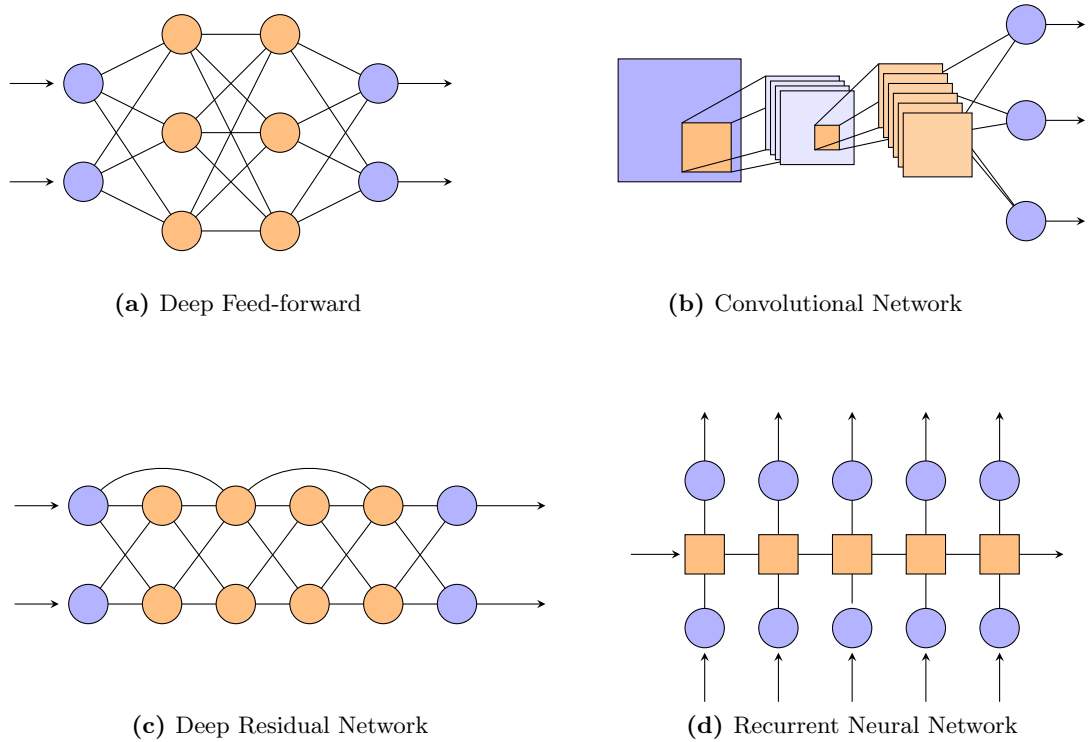 (a) Deep Feed-forward
(b) Convolutional Network
(c) Deep Residual Network
(d) Recurrent Neural Network